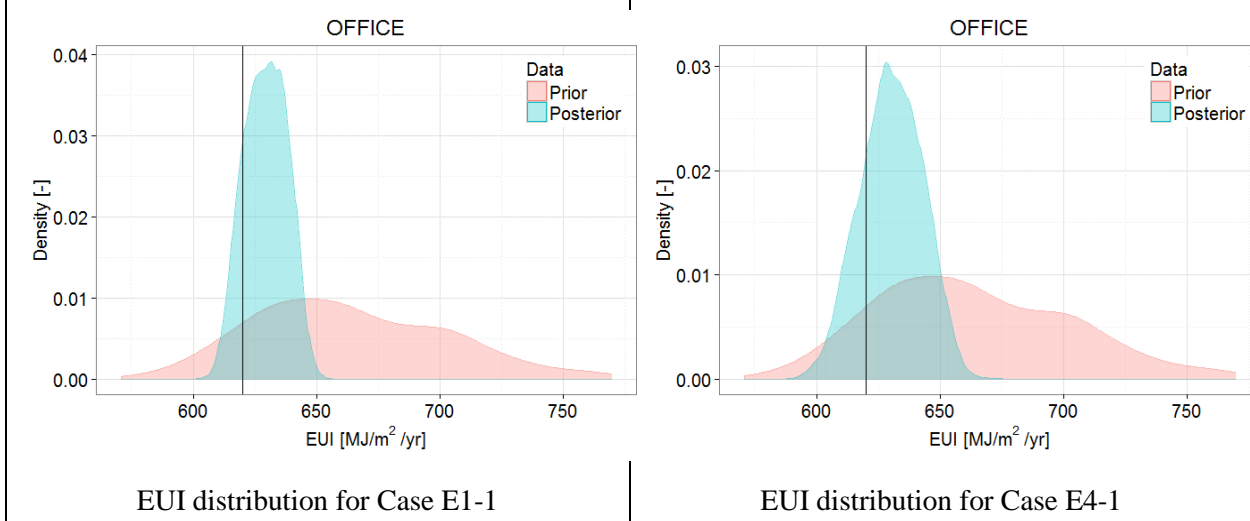 OFFICE
0.04
0.03
0.02
0.01
0.00
Density [-]
600
650
700
750
EUI [MJ/m² /yr]
Data
Prior
Posterior
EUI distribution for Case E1-1
OFFICE
0.03
0.02
0.01
0.00
Density [-]
600
650
700
750
EUI [MJ/m² /yr]
Data
Prior
Posterior
EUI distribution for Case E4-1